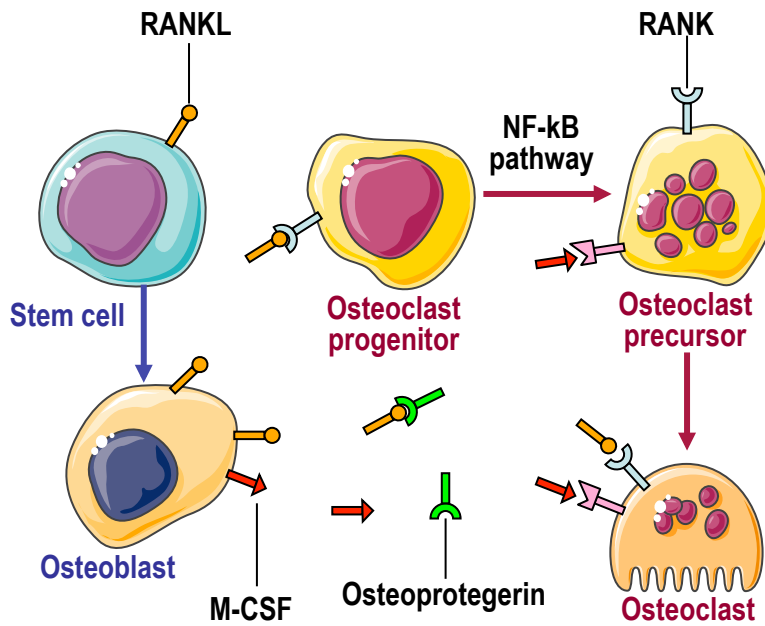 RANKL
RANK
NF-kB
pathway
Stem cell
Osteoclast
progenitor
Osteoclast
precursor
Osteoblast
M-CSF
Osteoprotegerin
Osteoclast